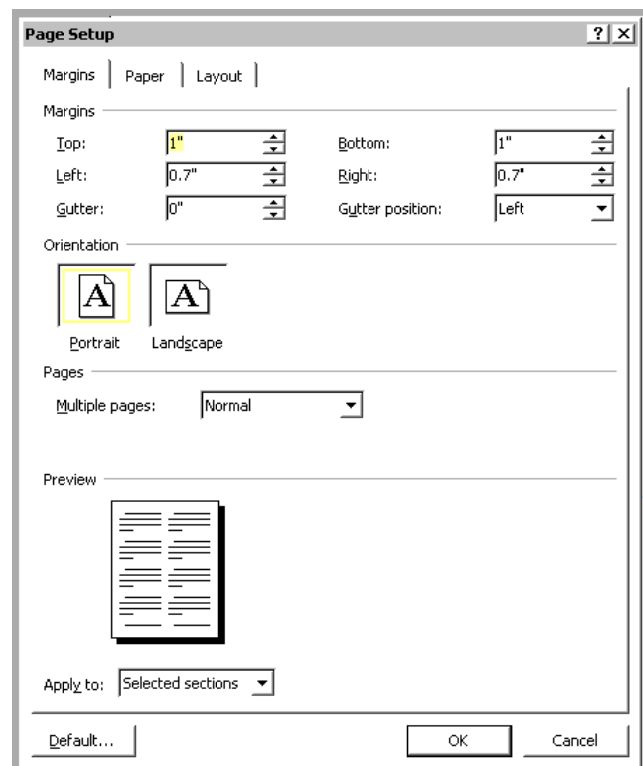 Page Setup ? X
Margins Paper Layout
Margins
Top: 1" Bottom: 1"
Left: 0.7" Right: 0.7"
Gutter: 0" Gutter position: Left
Orientation
A A
Portrait Landscape
Pages
Multiple pages: Normal
Preview
Apply to: Selected sections
Default... OK Cancel